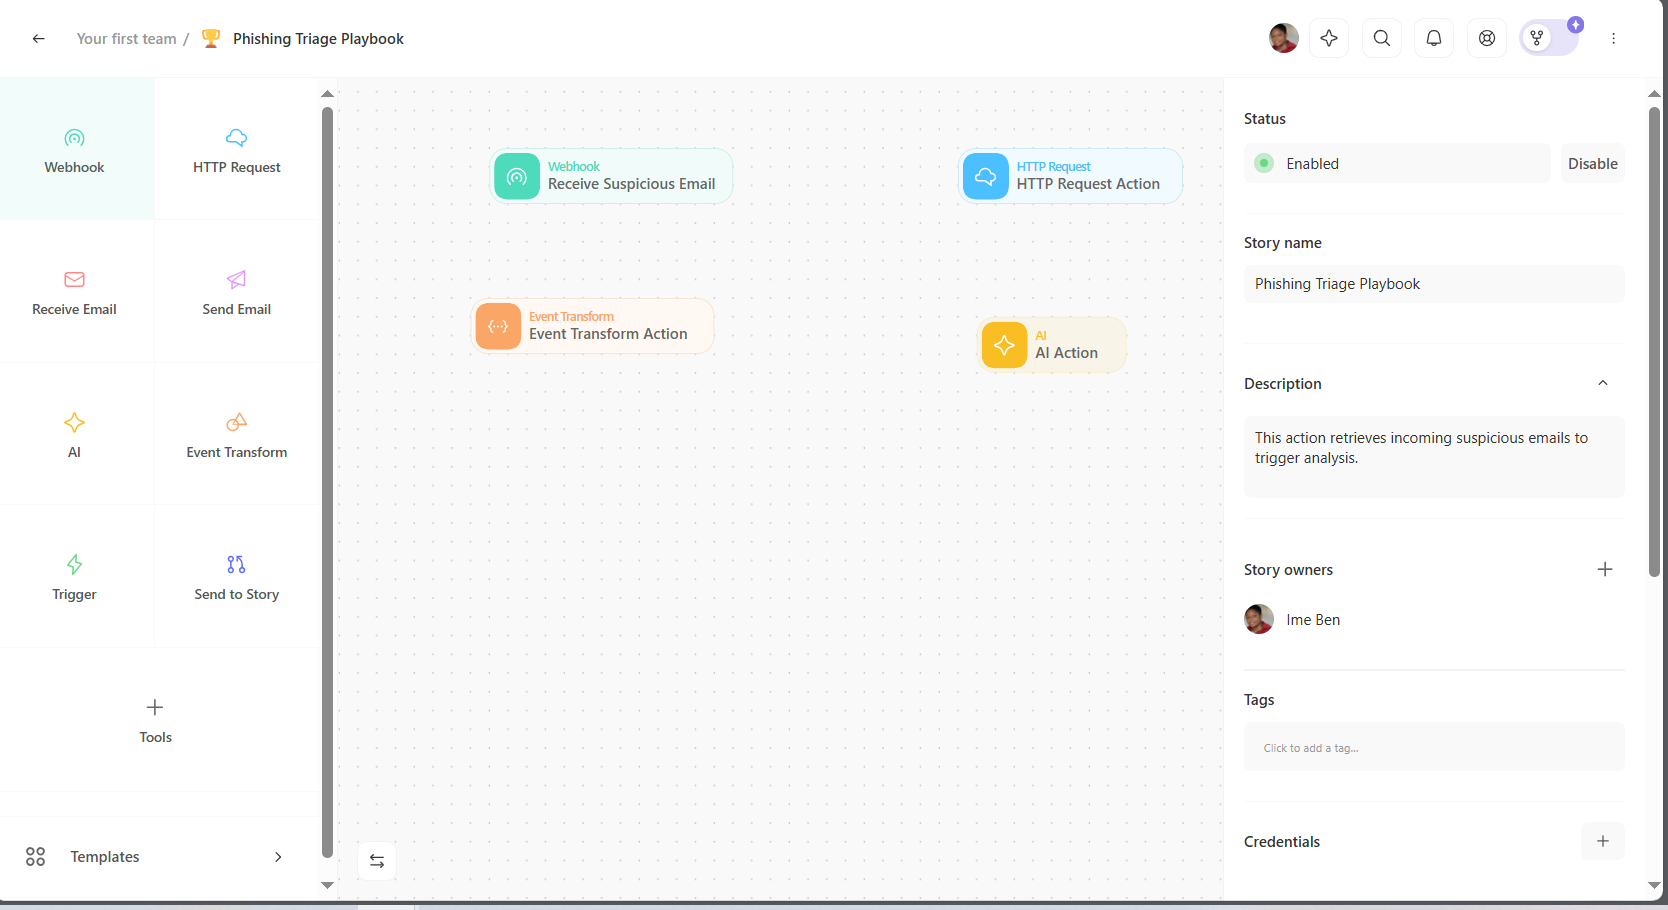 Your first team / Phishing Triage Playbook
Webhook
HTTP Request
Receive Email
Send Email
AI
Event Transform
Trigger
Send to Story
Tools
Templates
Webhook
Receive Suspicious Email
HTTP Request
HTTP Request Action
Event Transform
Event Transform Action
AI
AI Action
Status
Enabled
Disable
Story name
Phishing Triage Playbook
Description
This action retrieves incoming suspicious emails to
trigger analysis.
Story owners
Ime Ben
Tags
Click to add a tag...
Credentials